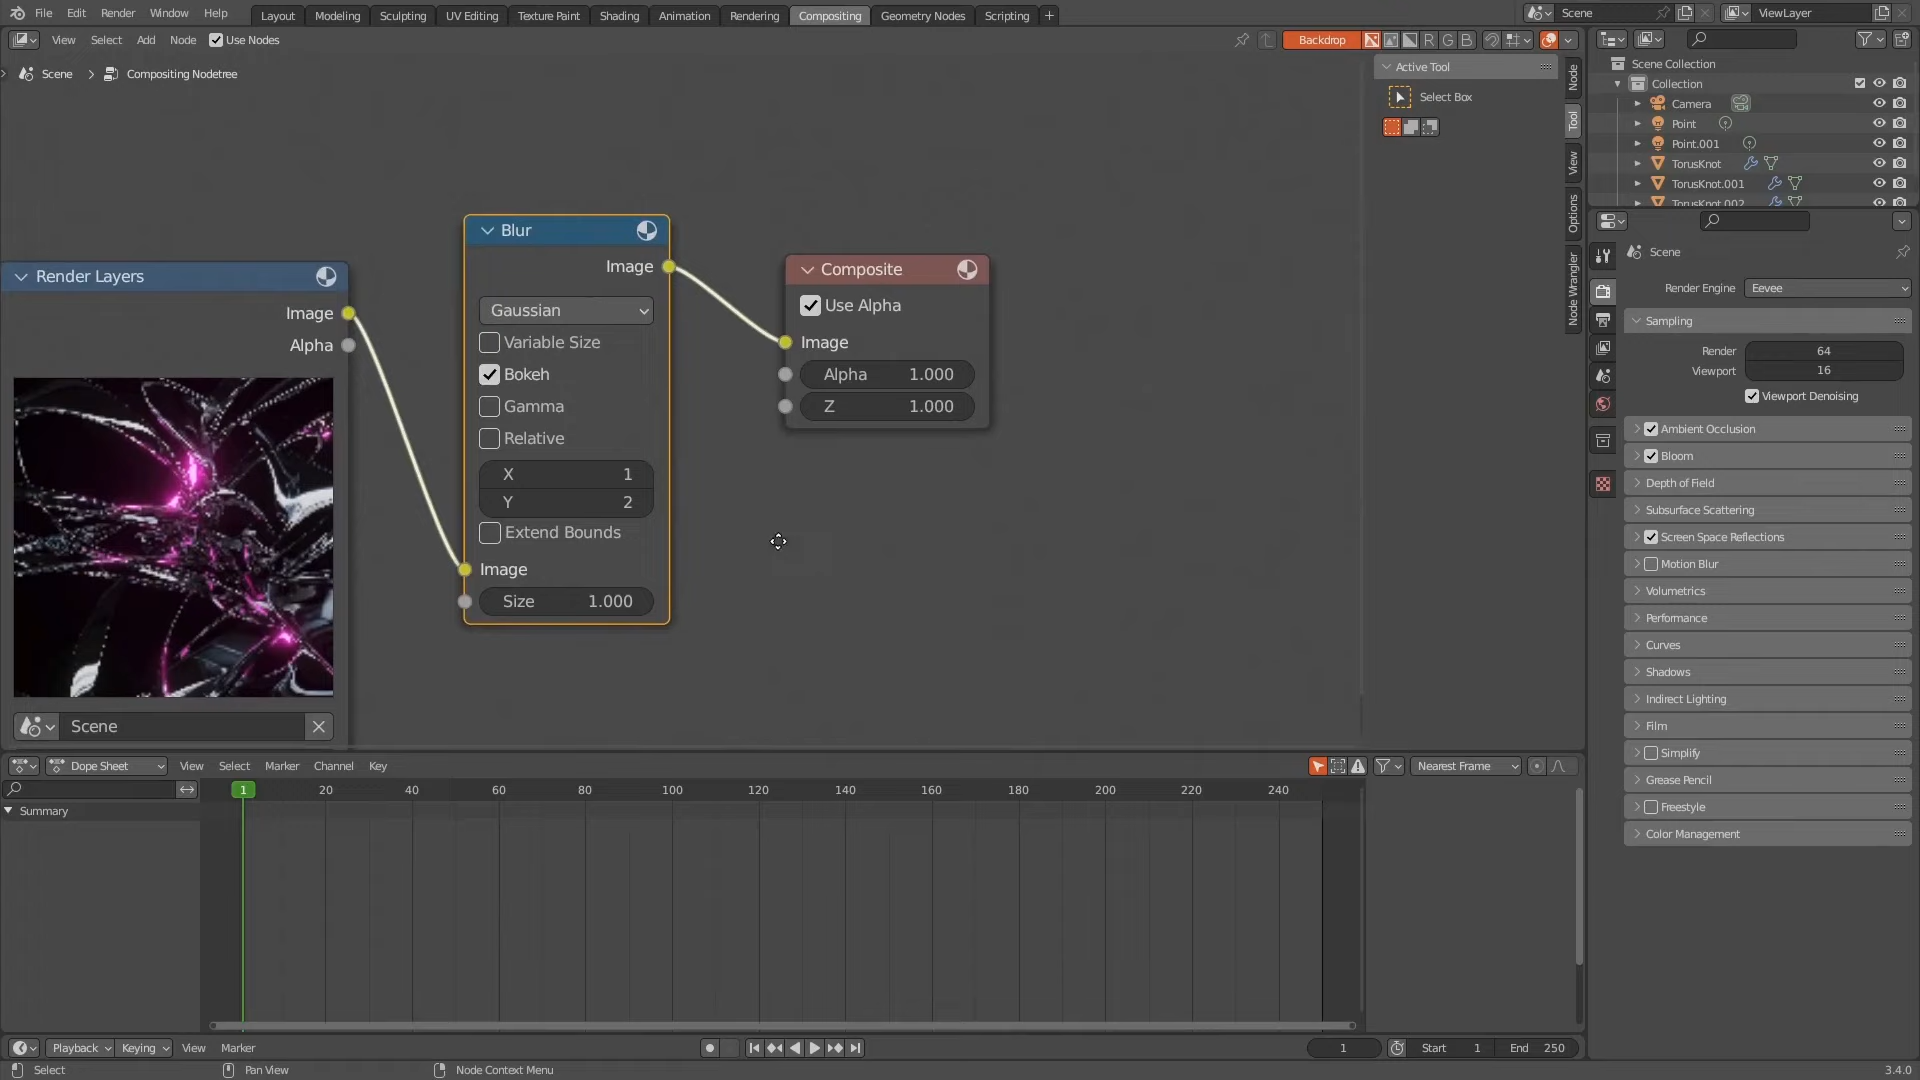 File Edit Render Window Help Layout Modeling Sculpting UV Editing Texture Paint Shading Animation Rendering Compositing Geometry Nodes Scripting + Scene ViewLayer
View Select Add Node Use Nodes Backdrop R G B
Scene > Compositing Nodetree
Active Tool
Select Box
Node
Tool
View
Options
Node Wrangler
Render Layers
Image
Alpha
Scene
Blur
Image
Gaussian
Variable Size
Bokeh
Gamma
Relative
X 1
Y 2
Extend Bounds
Image
Size 1.000
Composite
Use Alpha
Image
Alpha 1.000
Z 1.000
Scene Collection
Collection
Camera
Point
Point.001
TorusKnot
TorusKnot.001
TorusKnot.002
Scene
Render Engine Eevee
Sampling
Render 64
Viewport 16
Viewport Denoising
Ambient Occlusion
Bloom
Depth of Field
Subsurface Scattering
Screen Space Reflections
Motion Blur
Volumetrics
Performance
Curves
Shadows
Indirect Lighting
Film
Simplify
Grease Pencil
Freestyle
Color Management
Dope Sheet View Select Marker Channel Key Nearest Frame
1 20 40 60 80 100 120 140 160 180 200 220 240
Summary
Playback Keying View Marker 1 Start 1 End 250
Select Pan View Node Context Menu 3.4.0